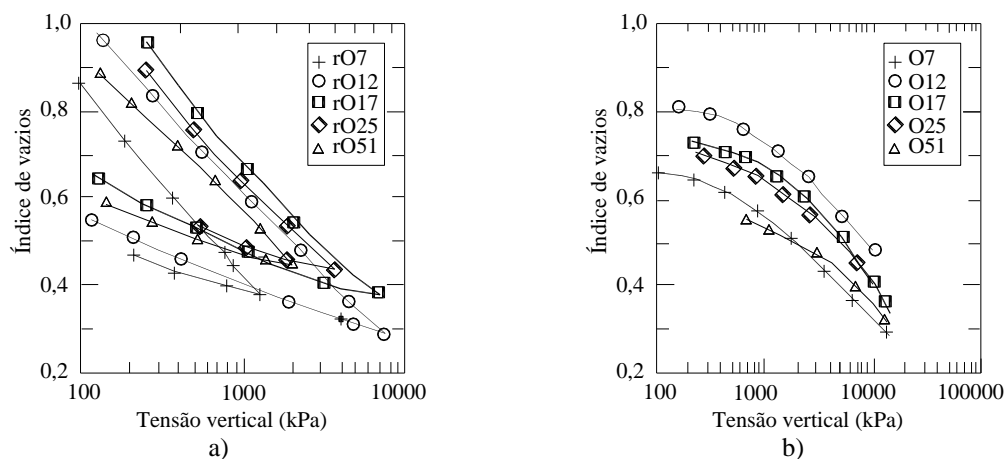 1,0
0,8
0,6
0,4
0,2
Índice de vazios
rO7
rO12
rO17
rO25
rO51
100
1000
10000
Tensão vertical (kPa)
a)
1,0
0,8
0,6
0,4
0,2
Índice de vazios
O7
O12
O17
O25
O51
100
1000
10000
100000
Tensão vertical (kPa)
b)